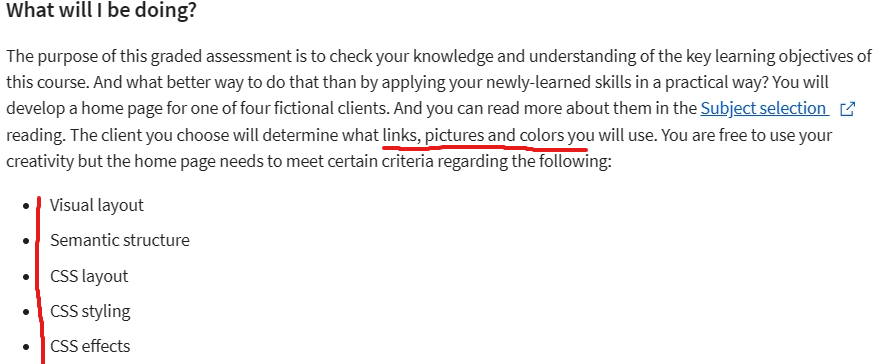 What will I be doing?
The purpose of this graded assessment is to check your knowledge and understanding of the key learning objectives of
this course. And what better way to do that than by applying your newly-learned skills in a practical way? You will
develop a home page for one of four fictional clients. And you can read more about them in the Subject selection
reading. The client you choose will determine what links, pictures and colors you will use. You are free to use your
creativity but the home page needs to meet certain criteria regarding the following:
• Visual layout
• Semantic structure
• CSS layout
• CSS styling
• CSS effects